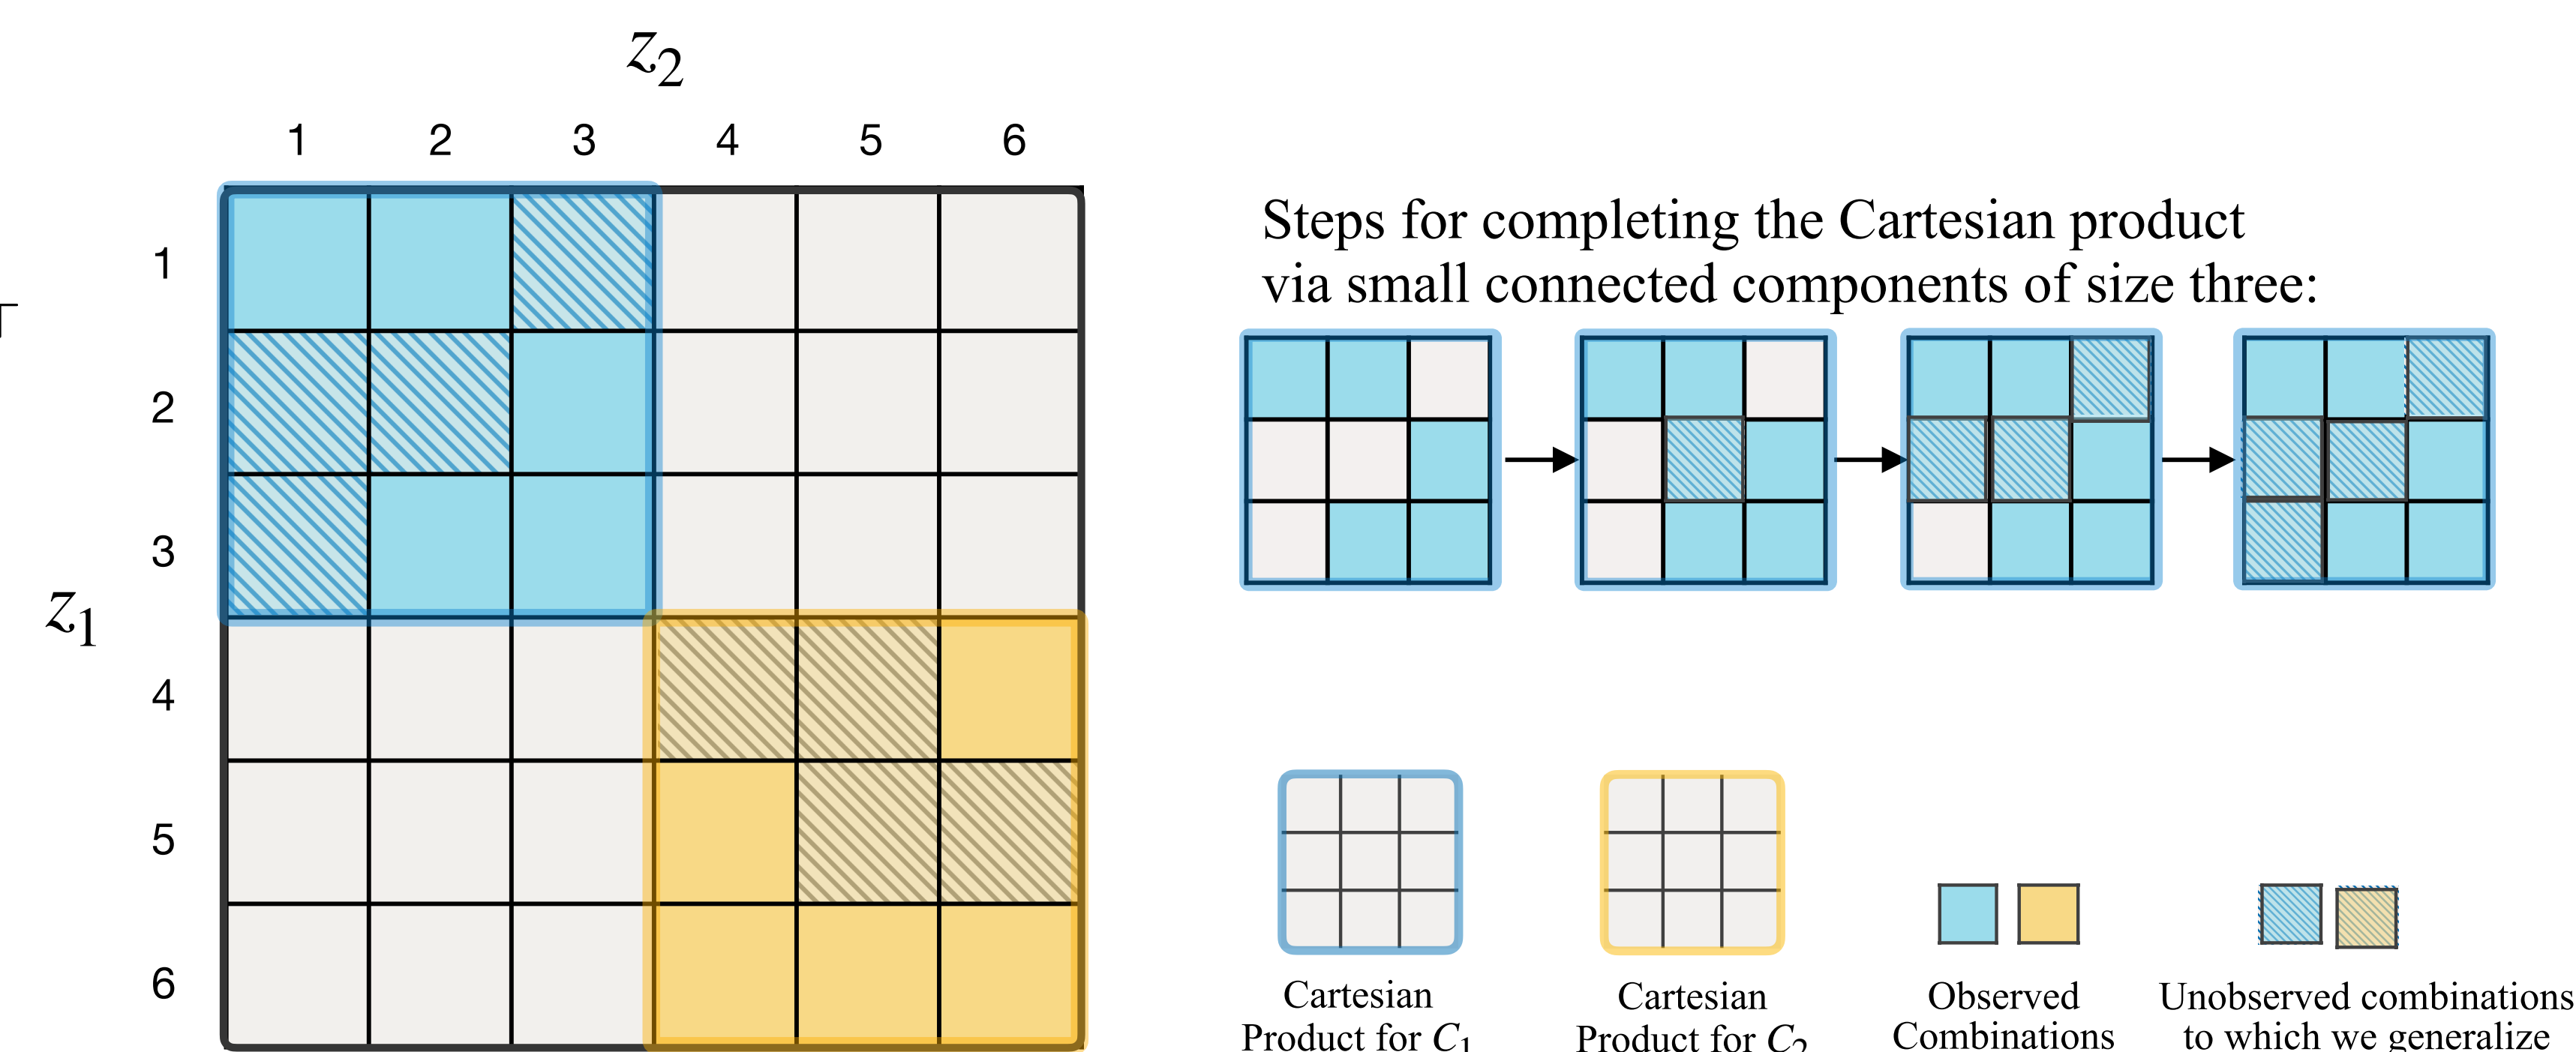 z2
1 2 3 4 5 6
1
2
3
4
5
6
z1
Steps for completing the Cartesian product
via small connected components of size three:
Cartesian
Product for C1
Cartesian
Product for C2
Observed
Combinations
Unobserved combinations
to which we generalize